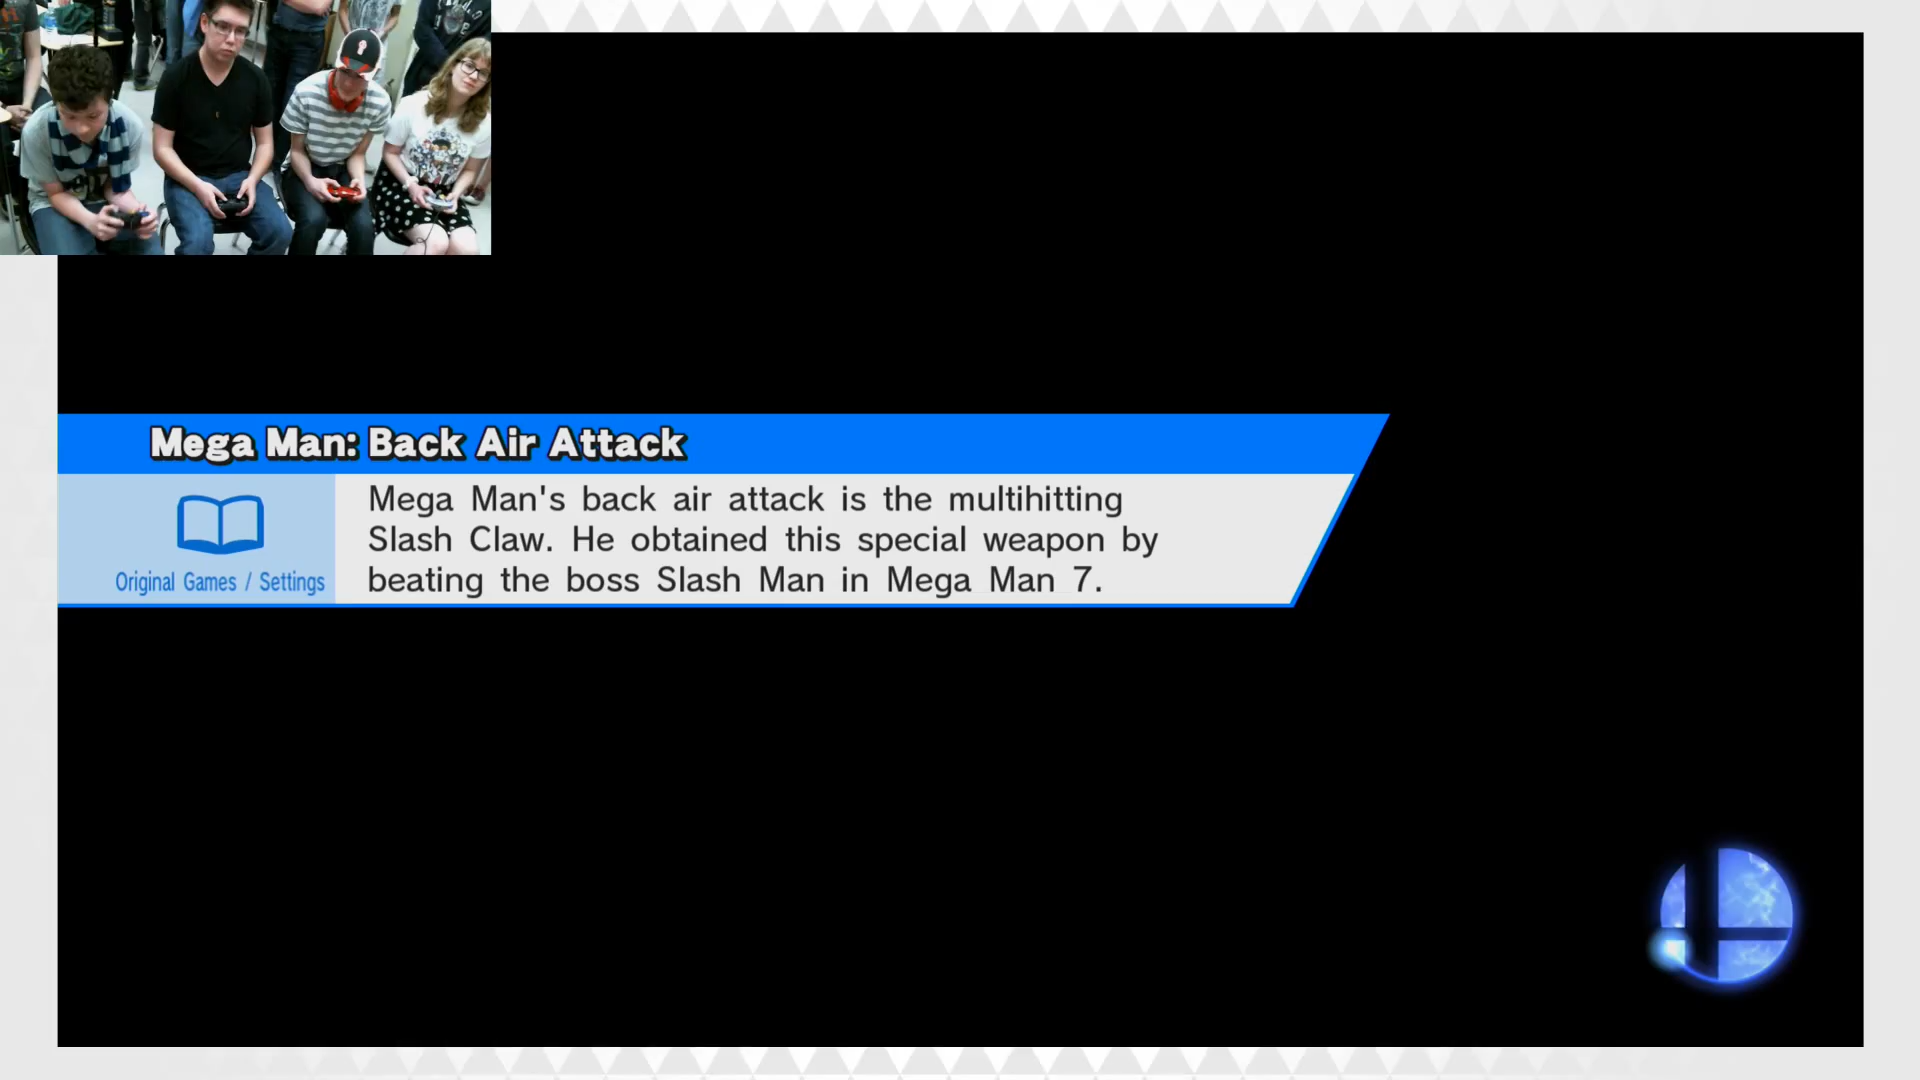 Mega Man: Back Air Attack
Mega Man's back air attack is the multihitting
Slash Claw. He obtained this special weapon by
beating the boss Slash Man in Mega Man 7.
Original Games / Settings